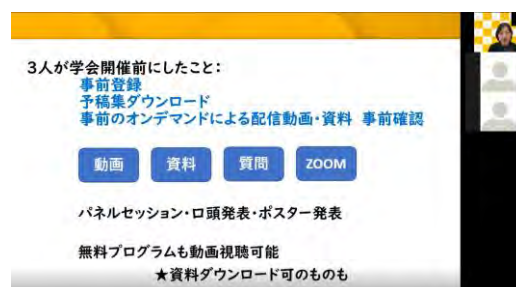 3人が学会開催前にしたこと:
事前登録
予稿集ダウンロード
事前のオンデマンドによる配信動画・資料 事前確認
動画 資料 質問 ZOOM
パネルセッション・口頭発表・ポスター発表
無料プログラムも動画視聴可能
★資料ダウンロード可のものも